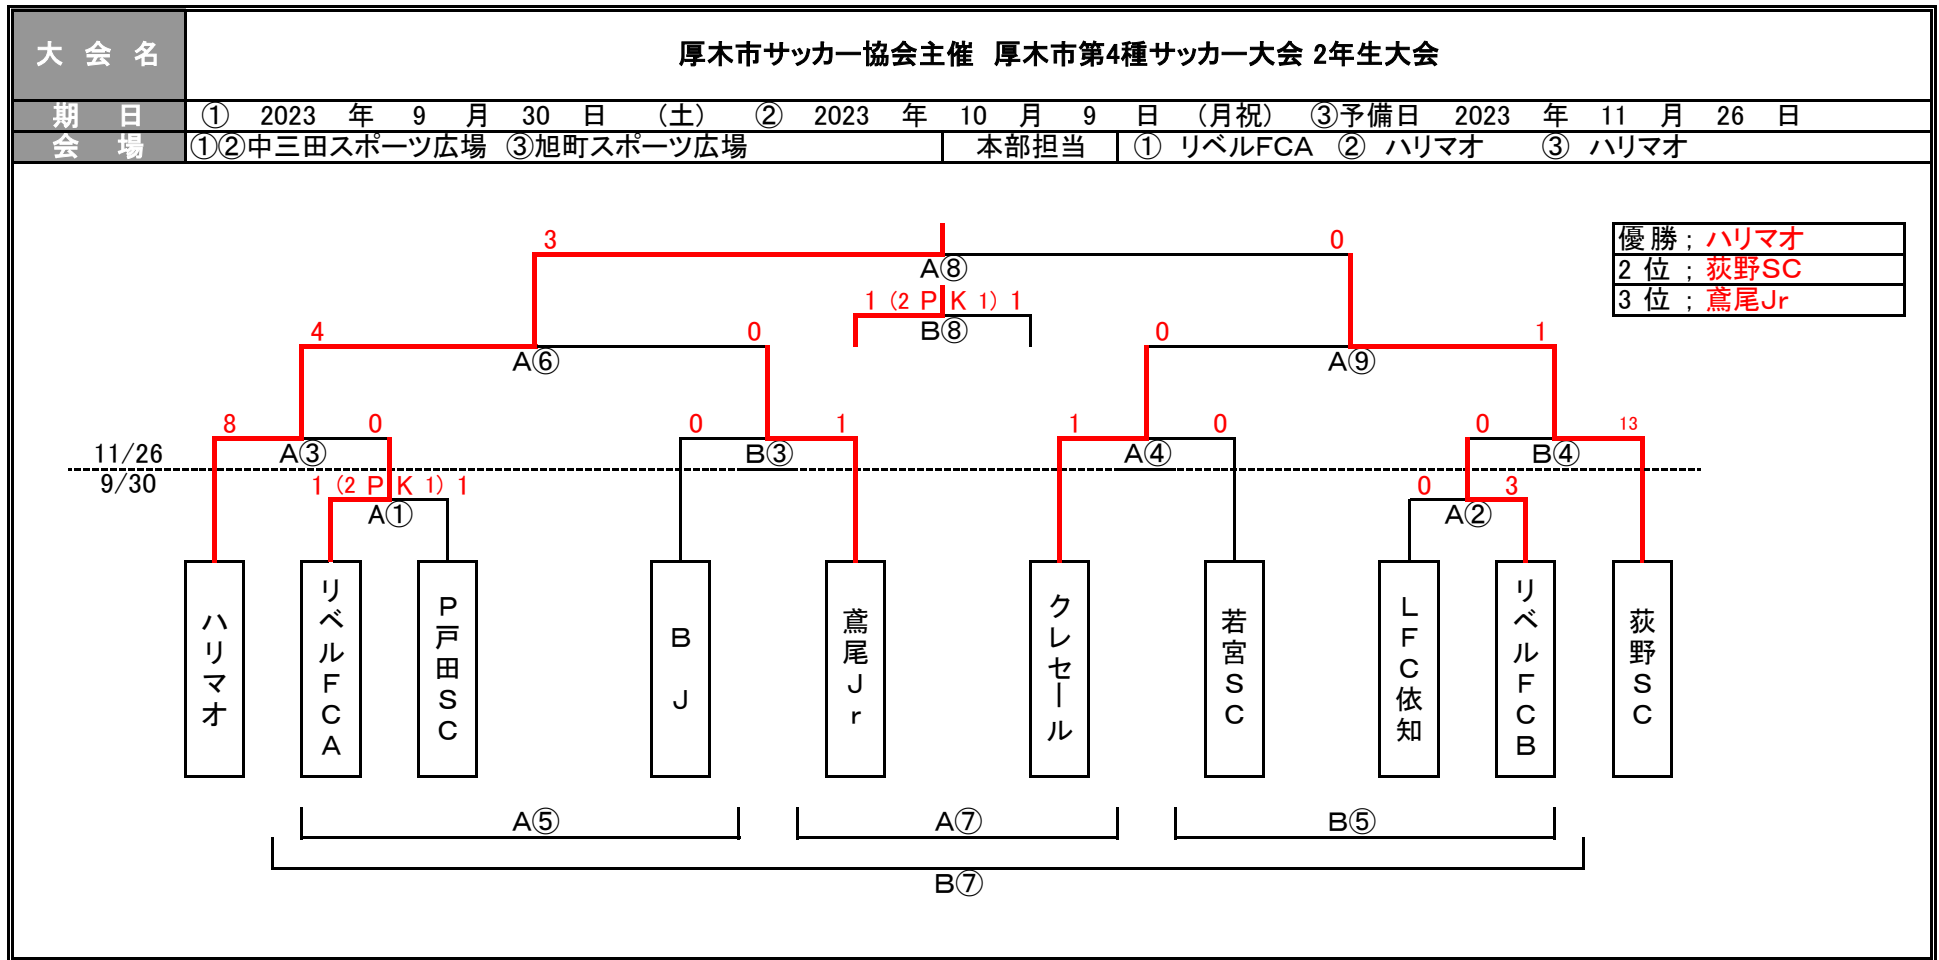 大会名 厚木市サッカー協会主催 厚木市第4種サッカー大会 2年生大会
期日 ① 2023 年 9 月 30 日 (土) ② 2023 年 10 月 9 日 (月祝) ③予備日 2023 年 11 月 26 日
会場 ①②中三田スポーツ広場 ③旭町スポーツ広場 本部担当 ① リベルFCA ② ハリマオ ③ ハリマオ
優勝; ハリマオ
2位; 荻野SC
3位; 鳶尾Jr
3 0
A⑧
1 (2 PK 1) 1
B⑧
4 0 0 1
A⑥ A⑨
8 0 0 1 1 0 0 13
11/26 A③ B③ A④ B④
9/30
1 (2 PK 1) 1 0 3
A① A②
ハリマオ
リベルFCA
P戸田SC
BJ
鳶尾Jr
クレセール
若宮SC
LFC依知
リベルFCB
荻野SC
A⑤ A⑦ B⑤
B⑦